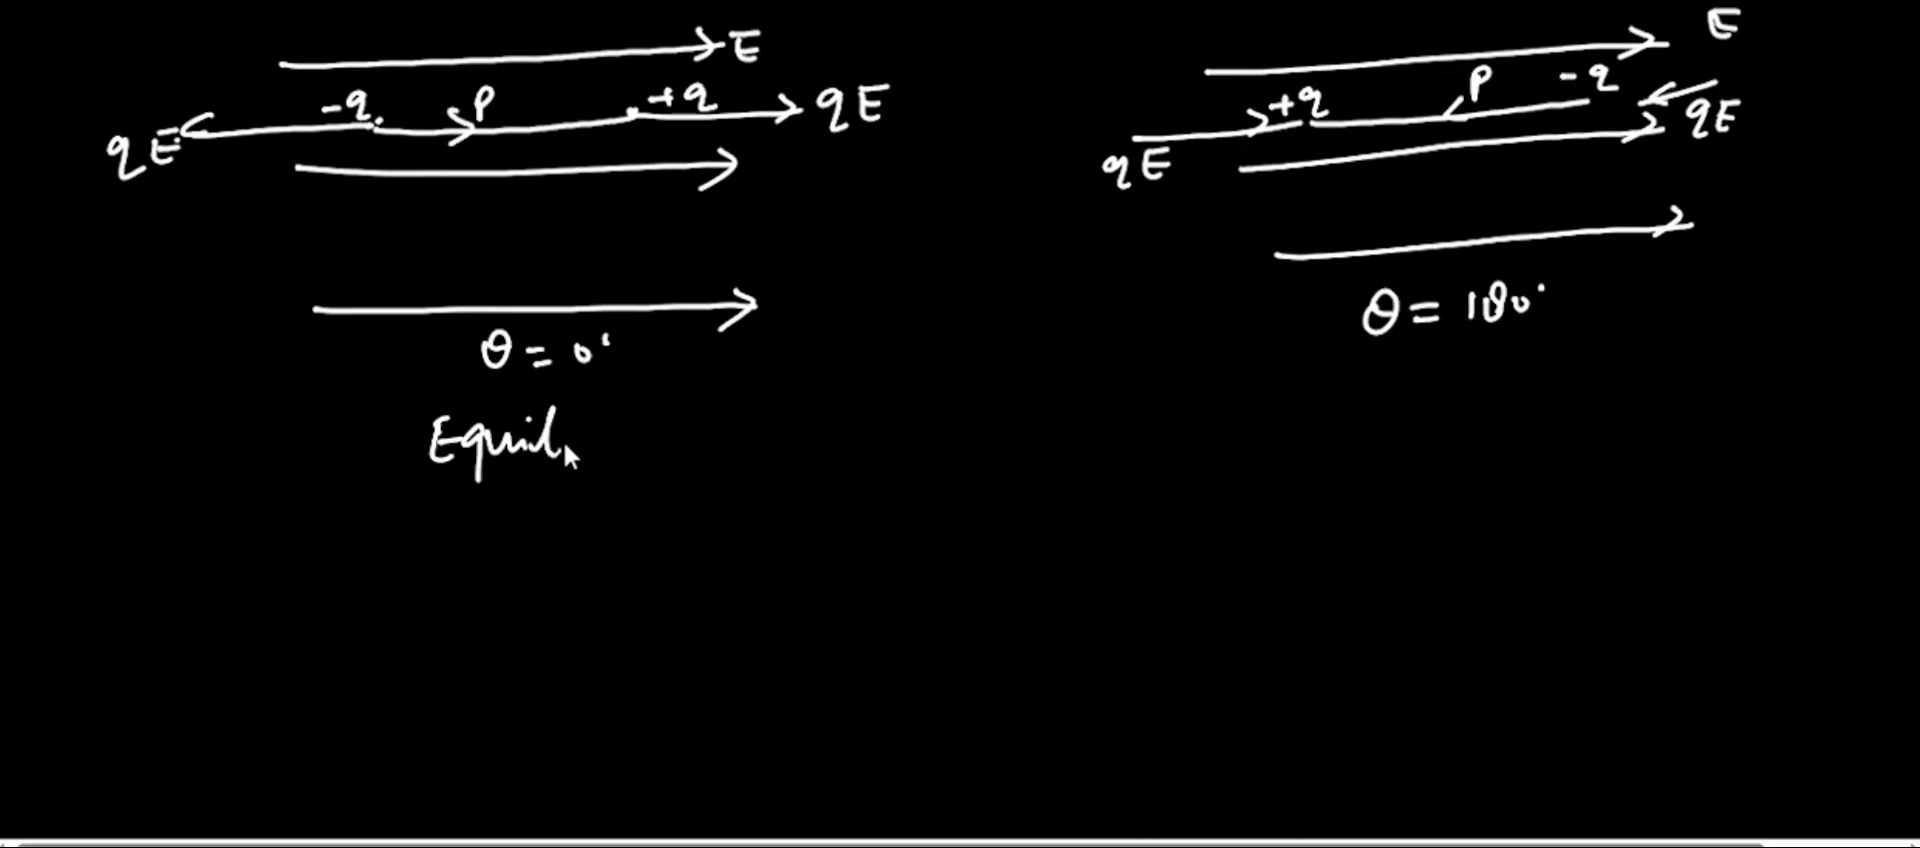 E
-q P +q qE
qE
θ = 0°
Equil
E
P -q
+q qE
qE
θ = 180°